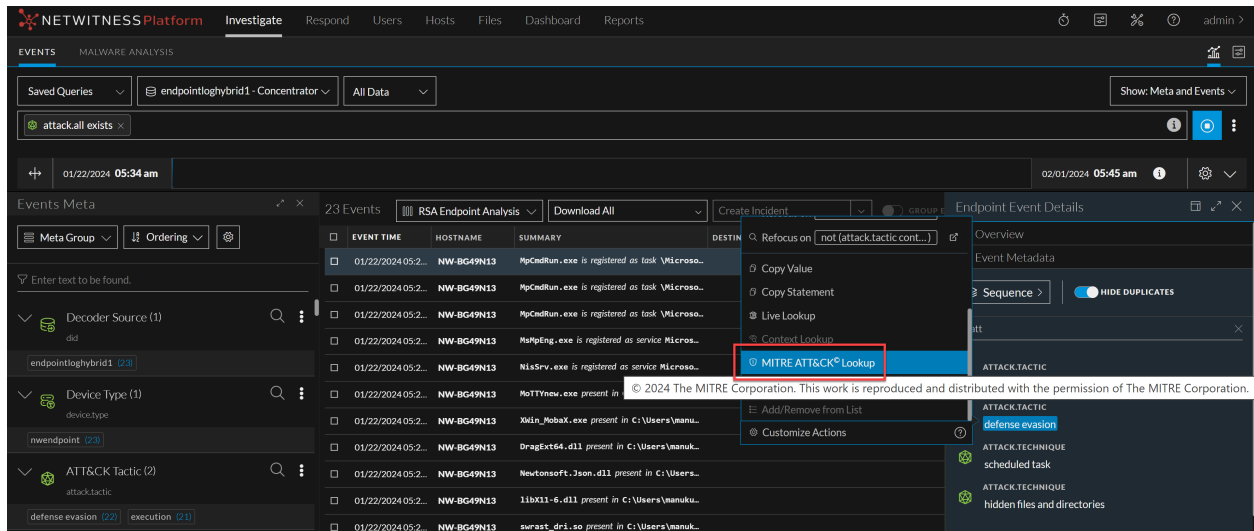 NETWITNESS Platform Investigate Respond Users Hosts Files Dashboard Reports admin >
EVENTS MALWARE ANALYSIS
Saved Queries endpointloghybrid1 - Concentrator All Data Show: Meta and Events
attack.all exists ×
01/22/2024 05:34 am 02/01/2024 05:45 am
Events Meta
23 Events RSA Endpoint Analysis Download All Create Incident GROUP E
Endpoint Event Details
Meta Group Ordering
EVENT TIME HOSTNAME SUMMARY DESTIN
Enter text to be found.
Decoder Source (1)
did
endpointloghybrid1 (23)
Device Type (1)
device.type
nwendpoint (23)
ATT&CK Tactic (2)
attack.tactic
defense evasion (22) execution (21)
01/22/2024 05:2... NW-BG49N13 MpCmdRun.exe is registered as task \Microso...
01/22/2024 05:2... NW-BG49N13 MpCmdRun.exe is registered as task \Microso...
01/22/2024 05:2... NW-BG49N13 MpCmdRun.exe is registered as task \Microso...
01/22/2024 05:2... NW-BG49N13 MsMpEng.exe is registered as service Micros...
01/22/2024 05:2... NW-BG49N13 NisSrv.exe is registered as service Microso...
01/22/2024 05:2... NW-BG49N13 MoTTYnew.exe present in
01/22/2024 05:2... NW-BG49N13 XWin_MobaX.exe present in C:\Users\manuk...
01/22/2024 05:2... NW-BG49N13 DragExt64.dll present in C:\Users\manuku...
01/22/2024 05:2... NW-BG49N13 Newtonsoft.Json.dll present in C:\Users...
01/22/2024 05:2... NW-BG49N13 libX11-6.dll present in C:\Users\manuku...
01/22/2024 05:2... NW-BG49N13 swrast_dri.so present in C:\Users\manuk...
Refocus on not (attack.tactic cont...)
Copy Value
Copy Statement
Live Lookup
Context Lookup
MITRE ATT&CK© Lookup
© 2024 The MITRE Corporation. This work is reproduced and distributed with the permission of The MITRE Corporation.
Add/Remove from List
Customize Actions
Overview
Event Metadata
Sequence > HIDE DUPLICATES
att
ATTACK.TACTIC
ATTACK.TACTIC
defense evasion
ATTACK.TECHNIQUE
scheduled task
ATTACK.TECHNIQUE
hidden files and directories